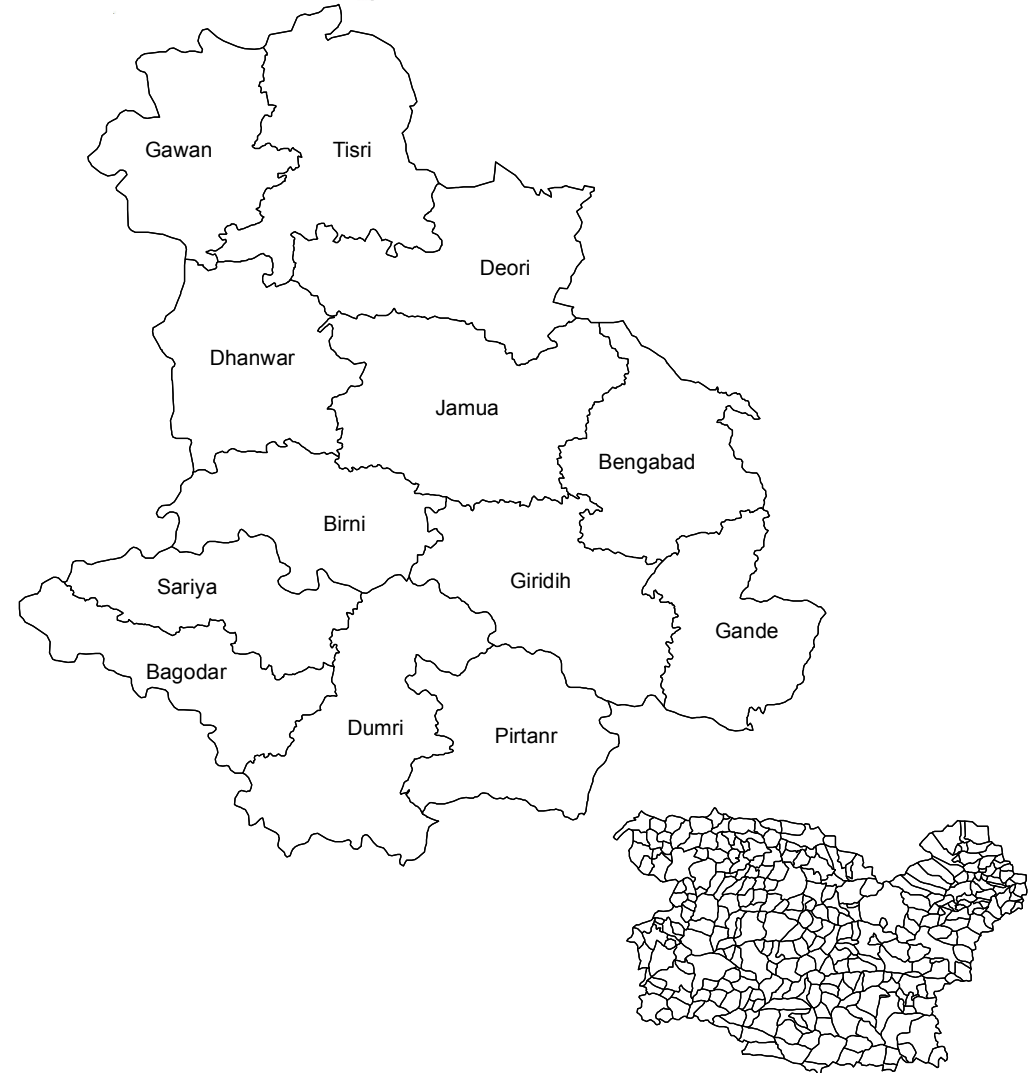 Gawan
Tisri
Deori
Dhanwar
Jamua
Bengabad
Birni
Sariya
Giridih
Gande
Bagodar
Dumri
Pirtanr